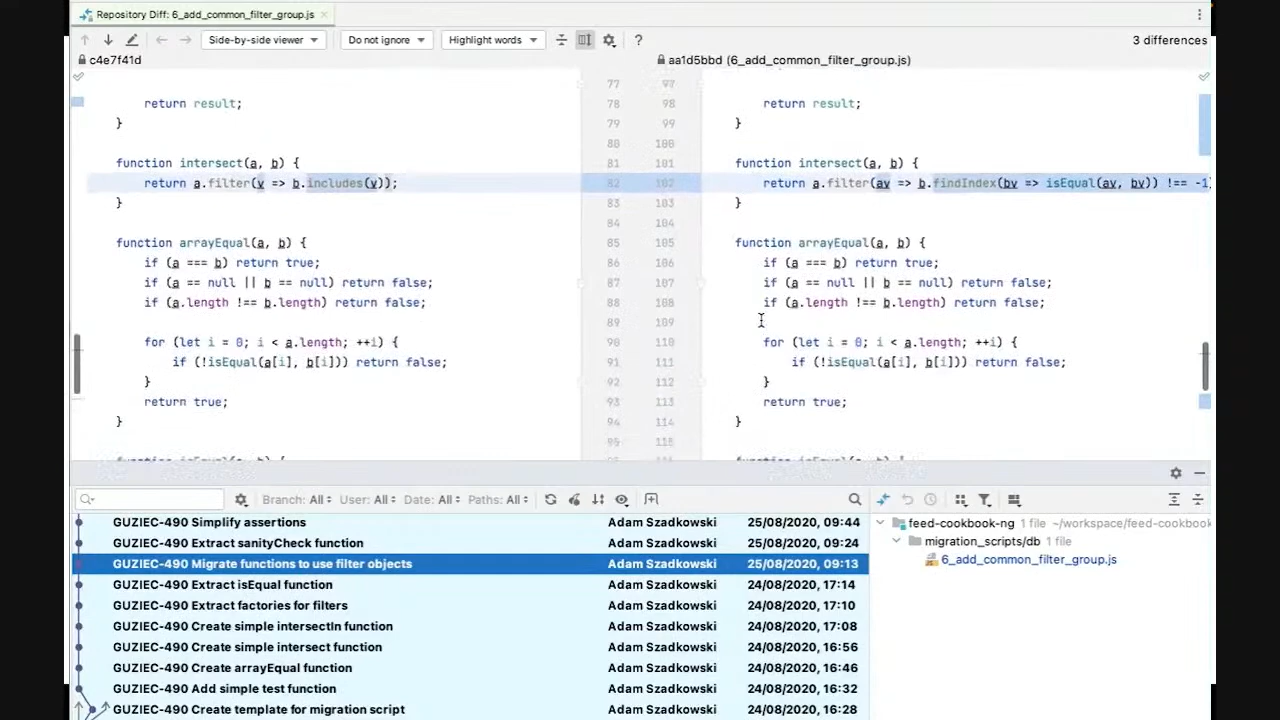 Repository Diff: 6_add_common_filter_group.js
Side-by-side viewer Do not ignore Highlight words ? 3 differences
c4e7f41d aa1d5bbd (6_add_common_filter_group.js)
77 97
return result; 78 98 return result;
} 79 99 }
80 100
function intersect(a, b) { 81 101 function intersect(a, b) {
return a.filter(v => b.includes(v)); 82 102 return a.filter(av => b.findIndex(bv => isEqual(av, bv)) !== -1)
} 83 103 }
84 104
function arrayEqual(a, b) { 85 105 function arrayEqual(a, b) {
if (a === b) return true; 86 106 if (a === b) return true;
if (a == null || b == null) return false; 87 107 if (a == null || b == null) return false;
if (a.length !== b.length) return false; 88 108 if (a.length !== b.length) return false;
89 109
for (let i = 0; i < a.length; ++i) { 90 110 for (let i = 0; i < a.length; ++i) {
if (!isEqual(a[i], b[i])) return false; 91 111 if (!isEqual(a[i], b[i])) return false;
} 92 112 }
return true; 93 113 return true;
} 94 114 }
95 115
Branch: All User: All Date: All Paths: All
GUZIEC-490 Simplify assertions Adam Szadkowski 25/08/2020, 09:44 feed-cookbook-ng 1 file ~/workspace/feed-cookbook
GUZIEC-490 Extract sanityCheck function Adam Szadkowski 25/08/2020, 09:24 migration_scripts/db 1 file
GUZIEC-490 Migrate functions to use filter objects Adam Szadkowski 25/08/2020, 09:13 6_add_common_filter_group.js
GUZIEC-490 Extract isEqual function Adam Szadkowski 24/08/2020, 17:14
GUZIEC-490 Extract factories for filters Adam Szadkowski 24/08/2020, 17:10
GUZIEC-490 Create simple intersectIn function Adam Szadkowski 24/08/2020, 17:08
GUZIEC-490 Create simple intersect function Adam Szadkowski 24/08/2020, 16:56
GUZIEC-490 Create arrayEqual function Adam Szadkowski 24/08/2020, 16:46
GUZIEC-490 Add simple test function Adam Szadkowski 24/08/2020, 16:32
GUZIEC-490 Create template for migration script Adam Szadkowski 24/08/2020, 16:28